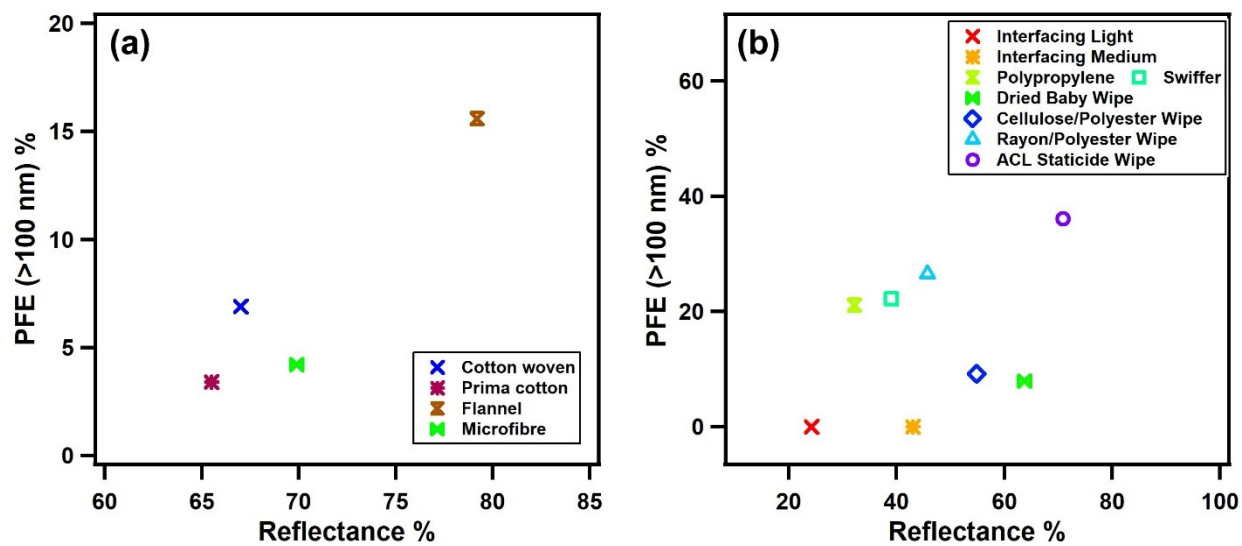 (a)
PFE (>100 nm) %
20
15
10
5
0
60 65 70 75 80 85
Reflectance %
Cotton woven
Prima cotton
Flannel
Microfibre
(b)
PFE (>100 nm) %
60
40
20
0
20 40 60 80 100
Reflectance %
Interfacing Light
Interfacing Medium
Polypropylene Swiffer
Dried Baby Wipe
Cellulose/Polyester Wipe
Rayon/Polyester Wipe
ACL Staticide Wipe